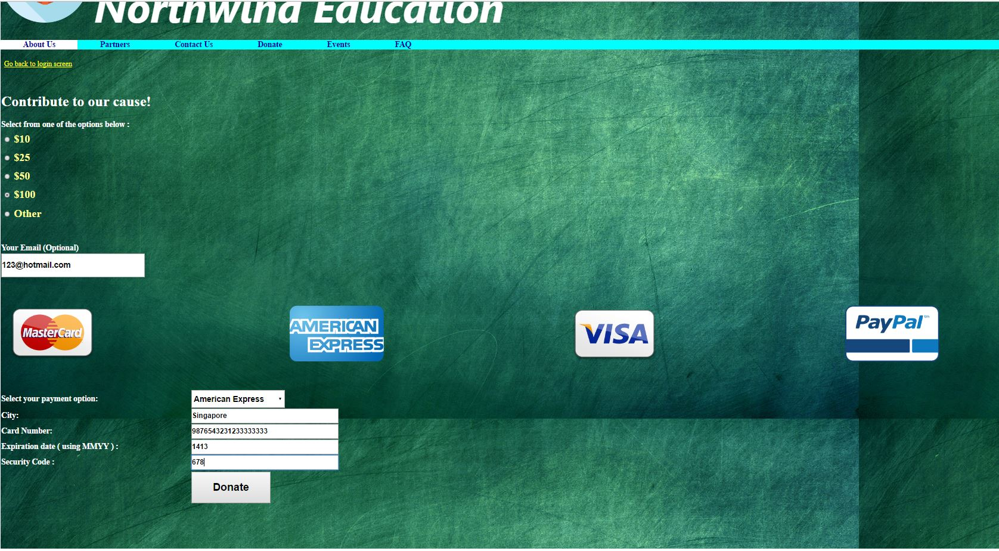 Northwind Education
About Us Partners Contact Us Donate Events FAQ
Go back to login screen
Contribute to our cause!
Select from one of the options below :
$10
$25
$50
$100
Other
Your Email (Optional)
123@hotmail.com
MasterCard
AMERICAN
EXPRESS
VISA
PayPal™
Select your payment option: American Express
City: Singapore
Card Number: 9876543231233333333
Expiration date ( using MMYY ) : 1413
Security Code : 678
Donate